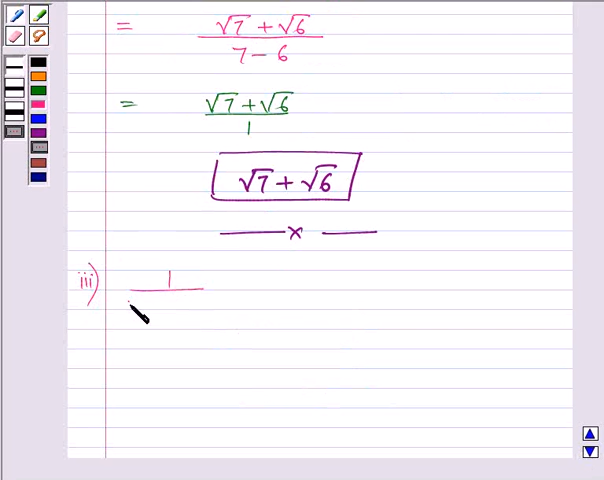 = √7 + √6 / 7 - 6
= √7 + √6 / 1
√7 + √6
x
iii) 1